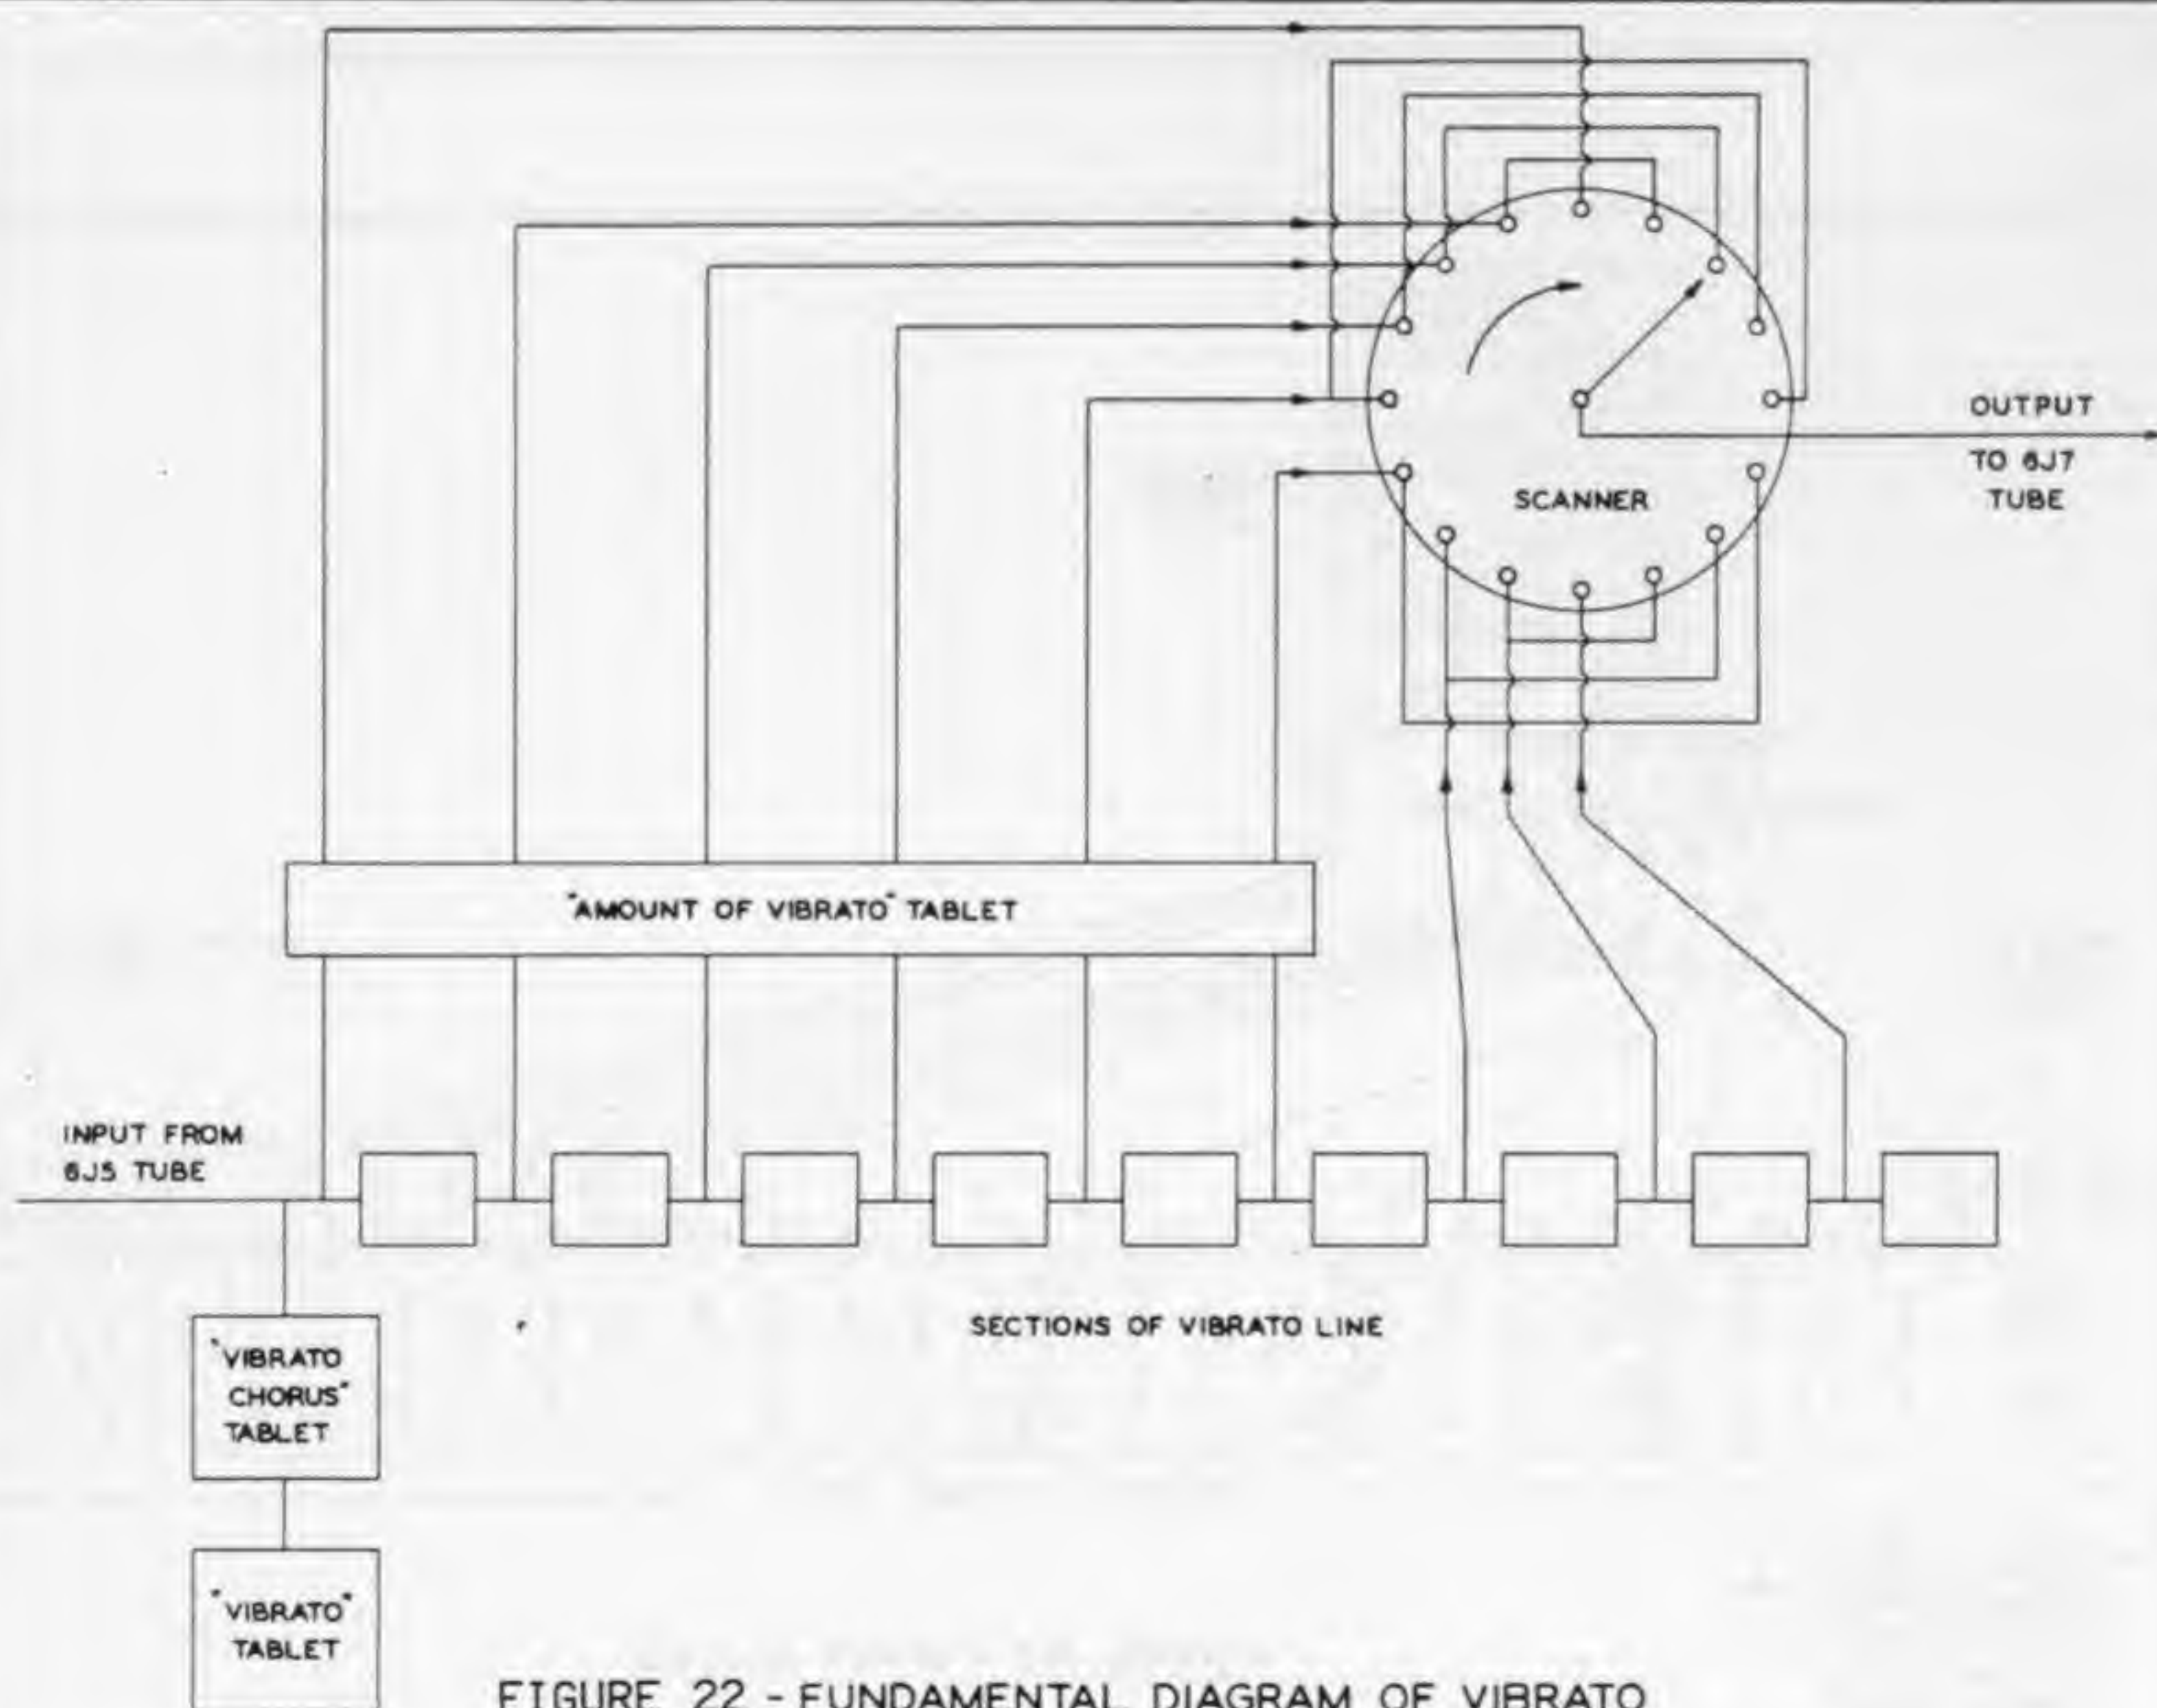 OUTPUT
TO 6J7
TUBE
SCANNER
"AMOUNT OF VIBRATO" TABLET
INPUT FROM
6J5 TUBE
SECTIONS OF VIBRATO LINE
"VIBRATO
CHORUS"
TABLET
"VIBRATO"
TABLET
FIGURE 22 - FUNDAMENTAL DIAGRAM OF VIBRATO